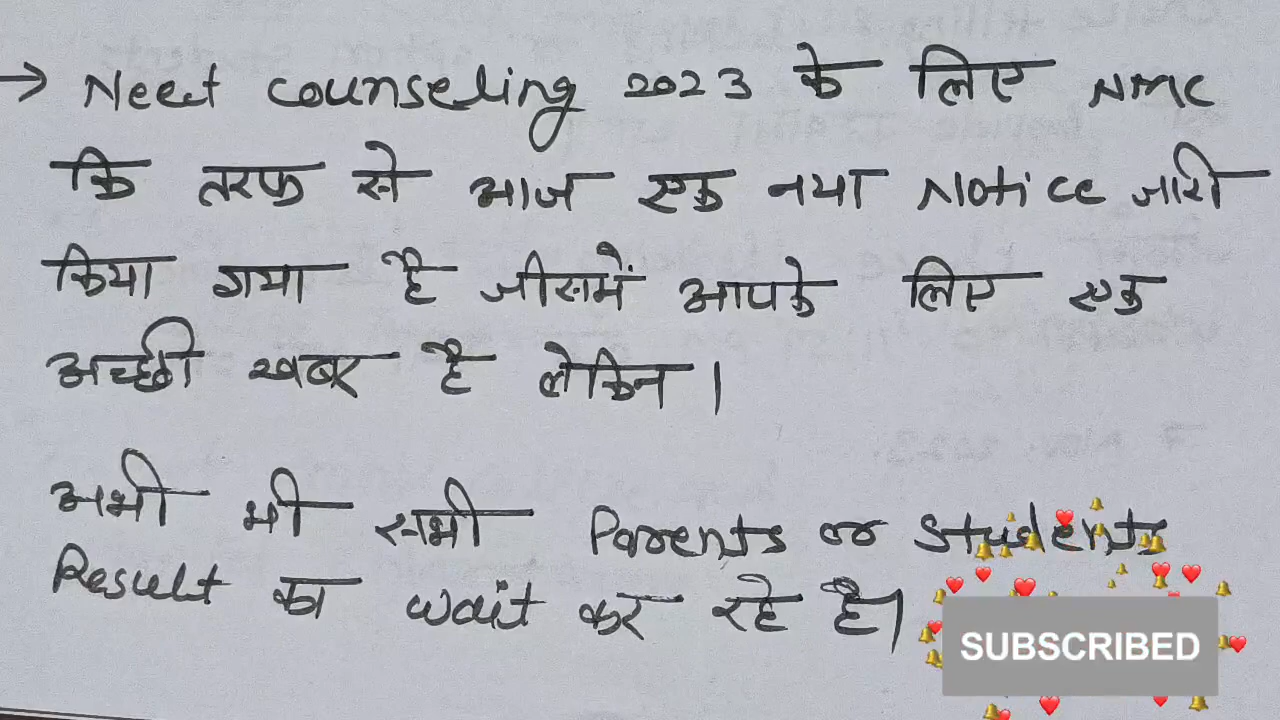 → Neet counseling 2023 के लिए NMC
कि तरफ से आज एक नया Notice जारी
किया गया है जीसमें आपके लिए एक
अच्छी खबर है लेकिन।
अभी भी सभी Parents or Students
Result का wait कर रहे है।
SUBSCRIBED